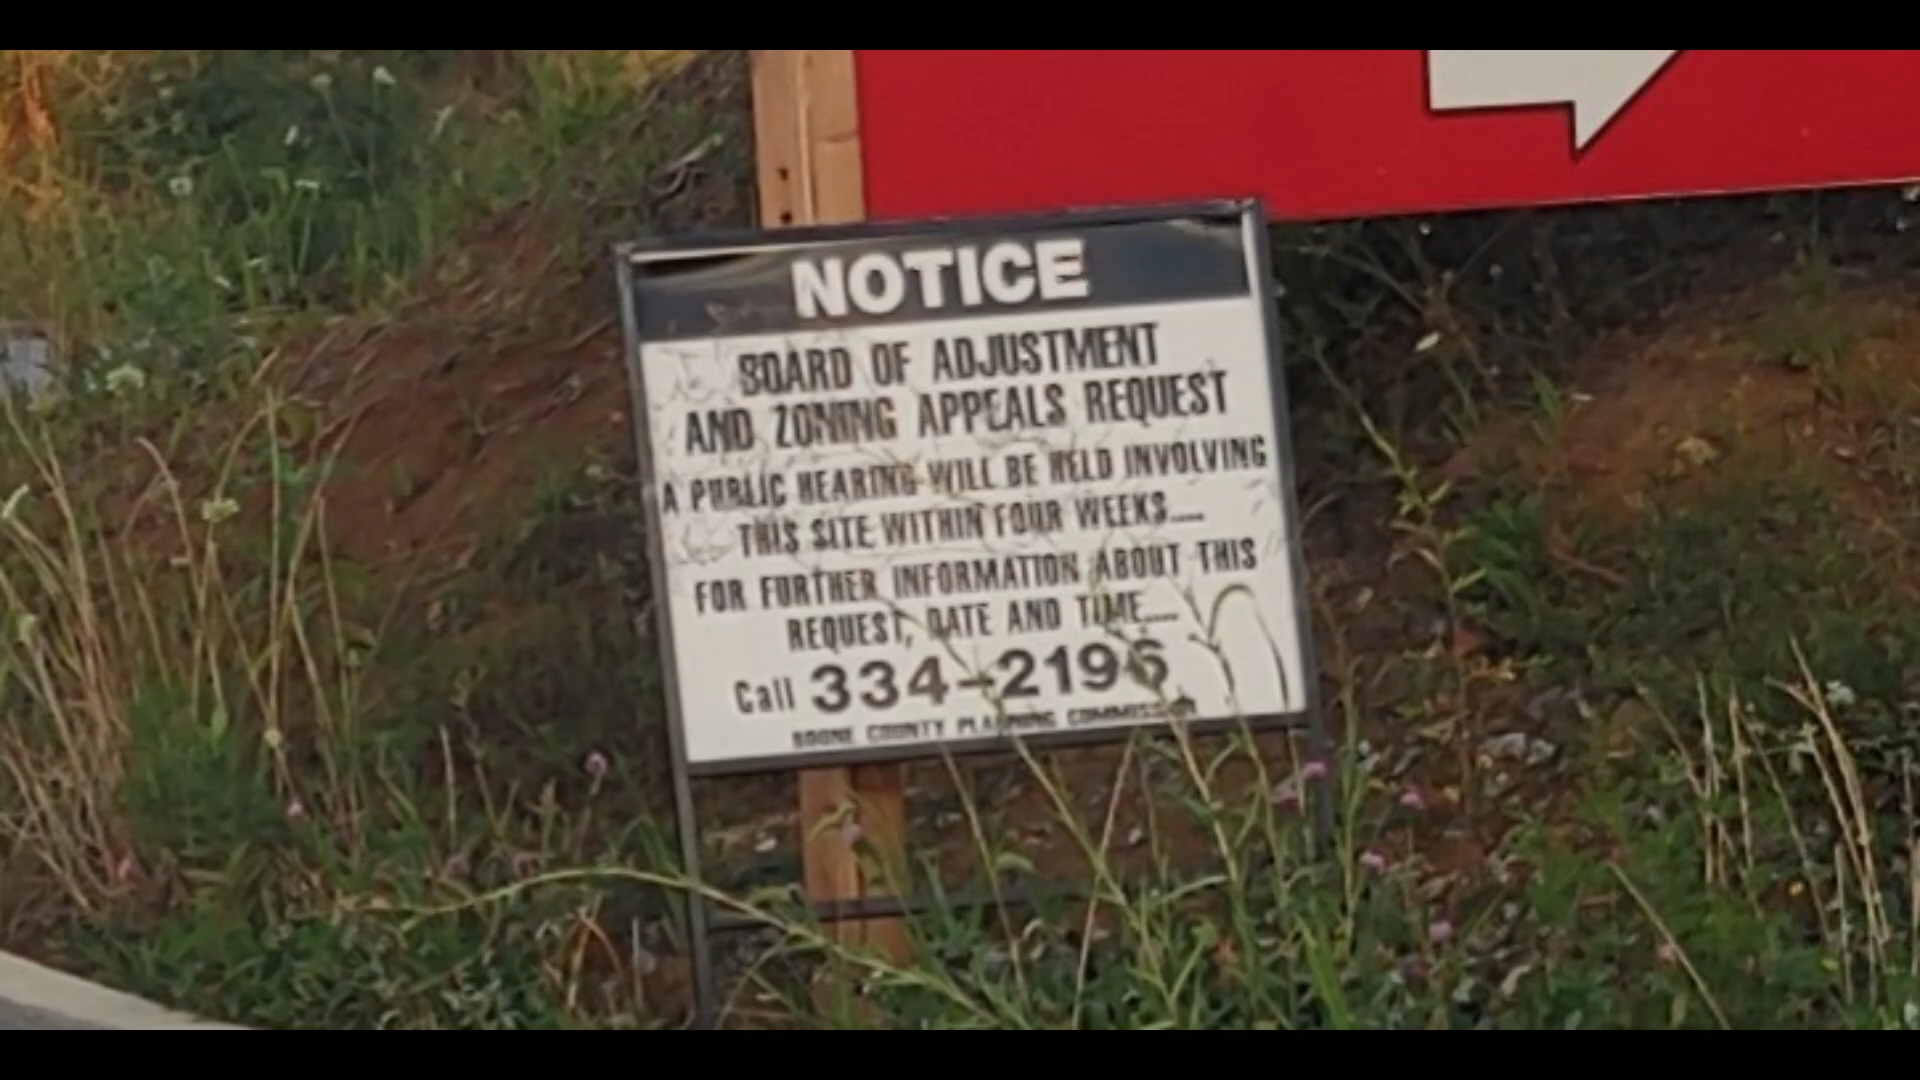 NOTICE
BOARD OF ADJUSTMENT
AND ZONING APPEALS REQUEST
A PUBLIC HEARING WILL BE HELD INVOLVING
THIS SITE WITHIN FOUR WEEKS....
FOR FURTHER INFORMATION ABOUT THIS
REQUEST, DATE AND TIME....
Call 334-2196
BOONE COUNTY PLANNING COMMISSION